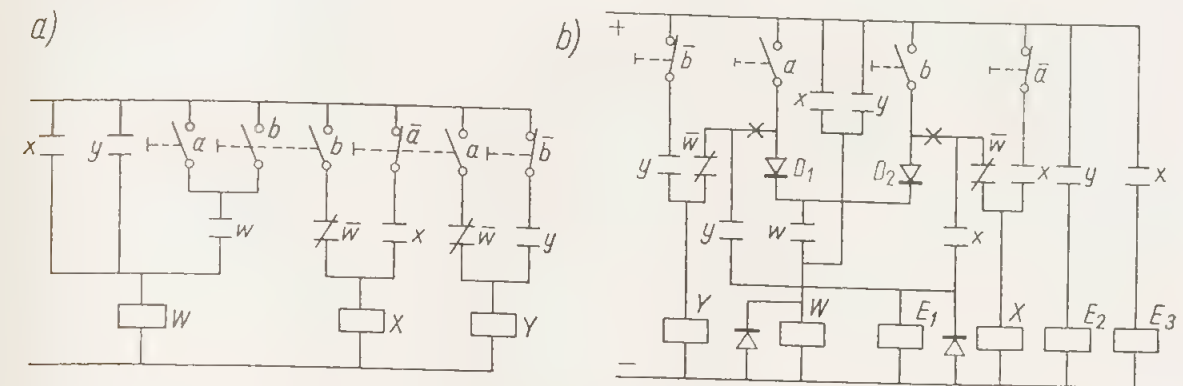 a)
x y a b b ā a b̄
w w̄ x w̄ y
W X Y
b)
+
b̄ a x y b ā
y w̄ D₁ D₂ w̄ x y x
y w x
Y W E₁ X E₂ E₃
−